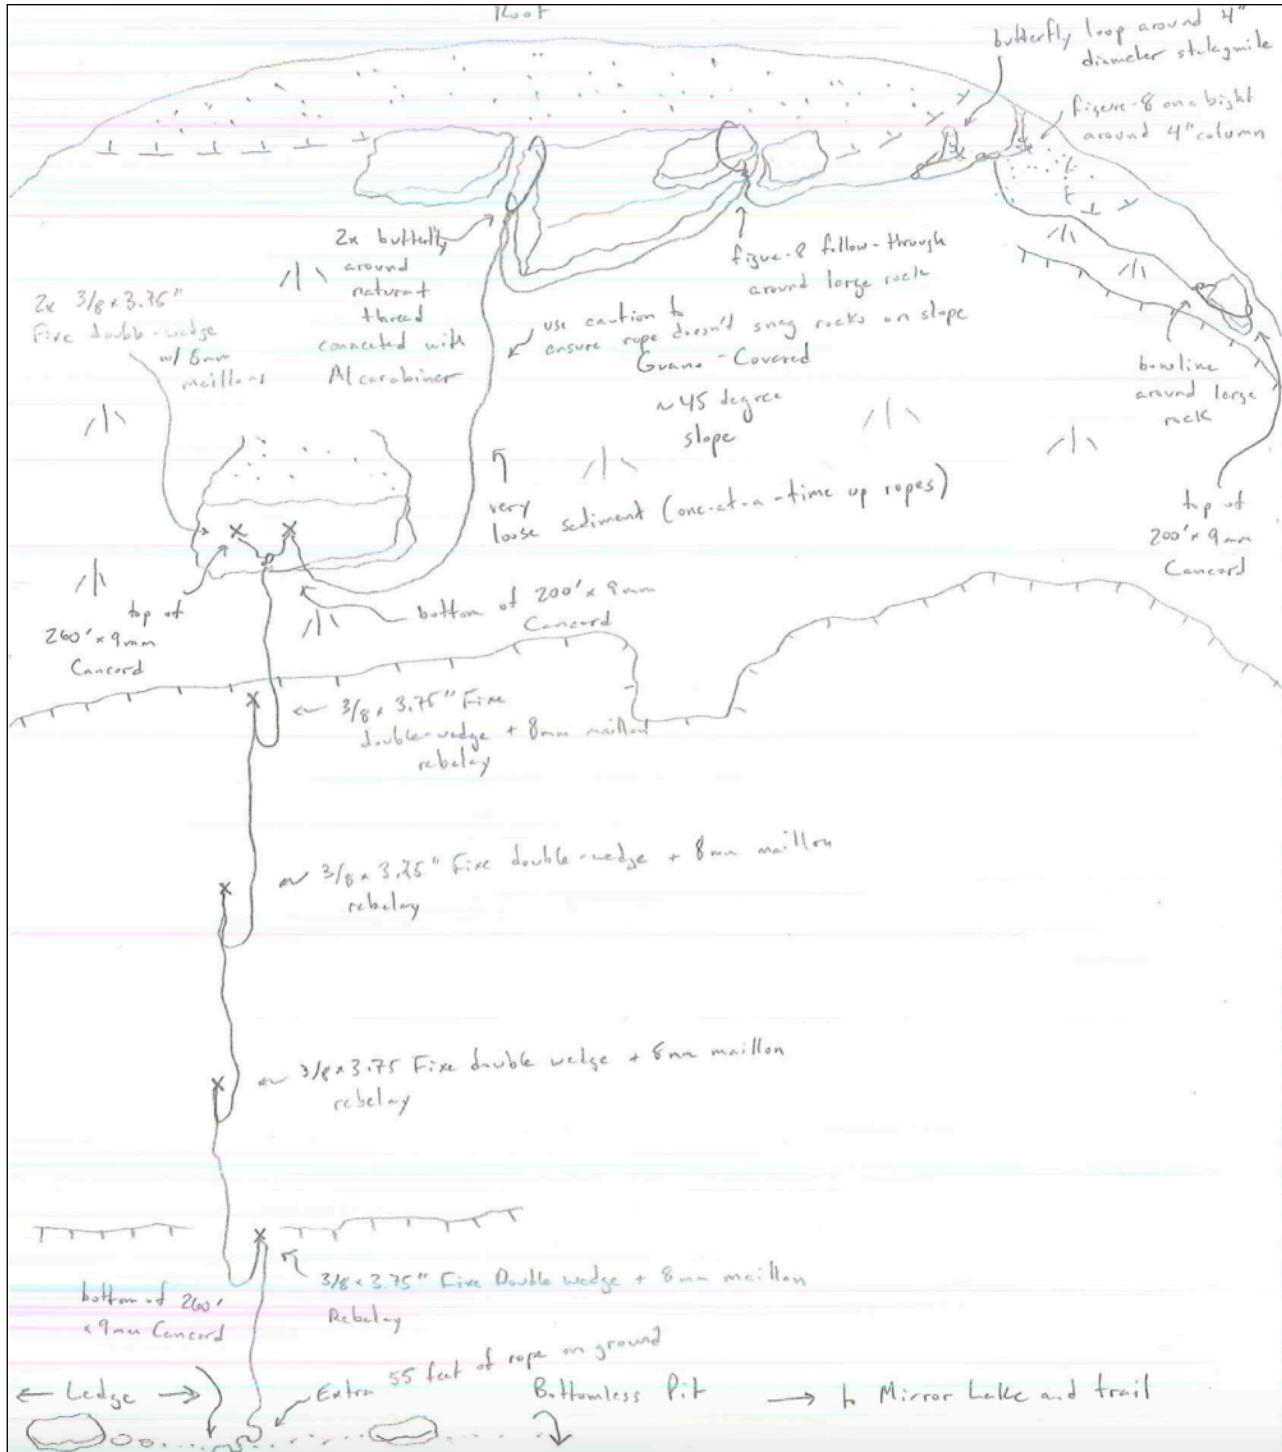 Roof
butterfly loop around 4"
diameter stalagmite
figure-8 on a bight
around 4" column
2x butterfly
around
natural
thread
connected with
Al carabiner
figure-8 follow-through
around large rock
2x 3/8 x 3.75"
Fixe double-wedge
w/ 8mm
maillons
use caution to
ensure rope doesn'd snag rocks on slope
Guano-Covered
~45 degree
slope
bowline
around large
rock
very
loose sediment (one-at-a-time up ropes)
top of
200' x 9mm
Cancord
top of
260' x 9mm
Cancord
bottom of 200' x 9mm
Cancord
3/8 x 3.75" Fixe
double-wedge + 8mm maillon
rebelay
3/8 x 3.75" Fixe double-wedge + 8mm maillon
rebelay
3/8 x 3.75 Fixe double wedge + 8mm maillon
rebelay
3/8 x 3.75" Fixe Double wedge + 8mm maillon
Rebelay
bottom of 260'
x 9mm Cancord
← Ledge →
Extra 55 feet of rope on ground
Bottomless Pit
→ to Mirror Lake and trail